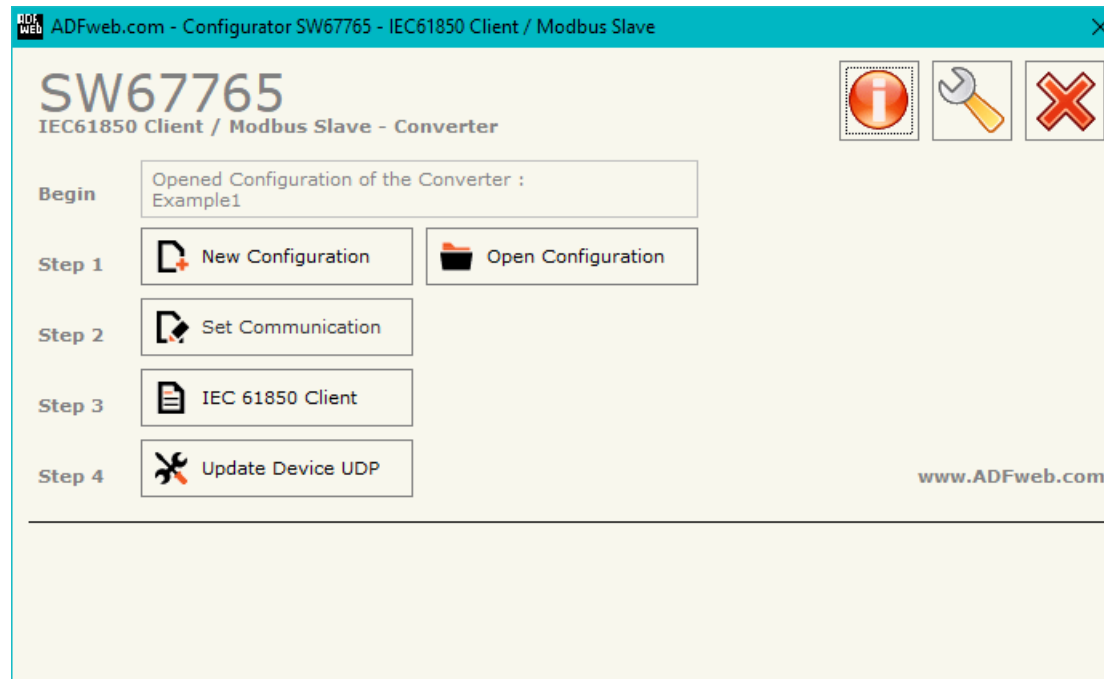 ADF
WEB
ADFweb.com - Configurator SW67765 - IEC61850 Client / Modbus Slave
SW67765
IEC61850 Client / Modbus Slave - Converter
Begin
Opened Configuration of the Converter :
Example1
Step 1
New Configuration
Open Configuration
Step 2
Set Communication
Step 3
IEC 61850 Client
Step 4
Update Device UDP
www.ADFweb.com